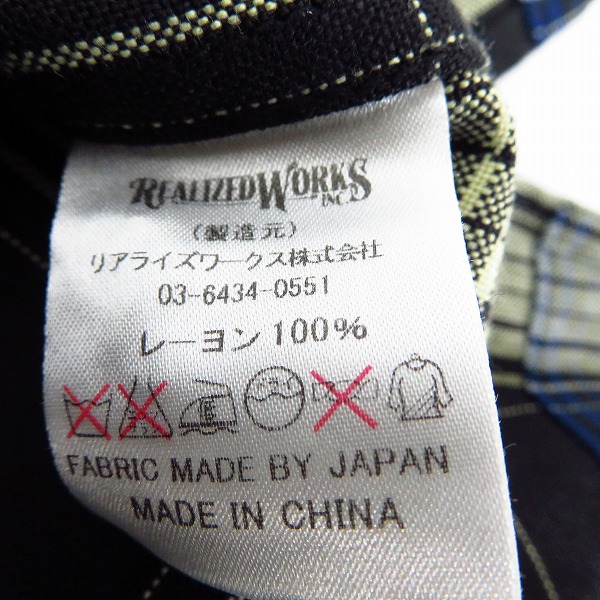 REALIZED WORKS
INC.
(製造元)
リアライズワークス株式会社
03-6434-0551
レーヨン 100%
FABRIC MADE BY JAPAN
MADE IN CHINA